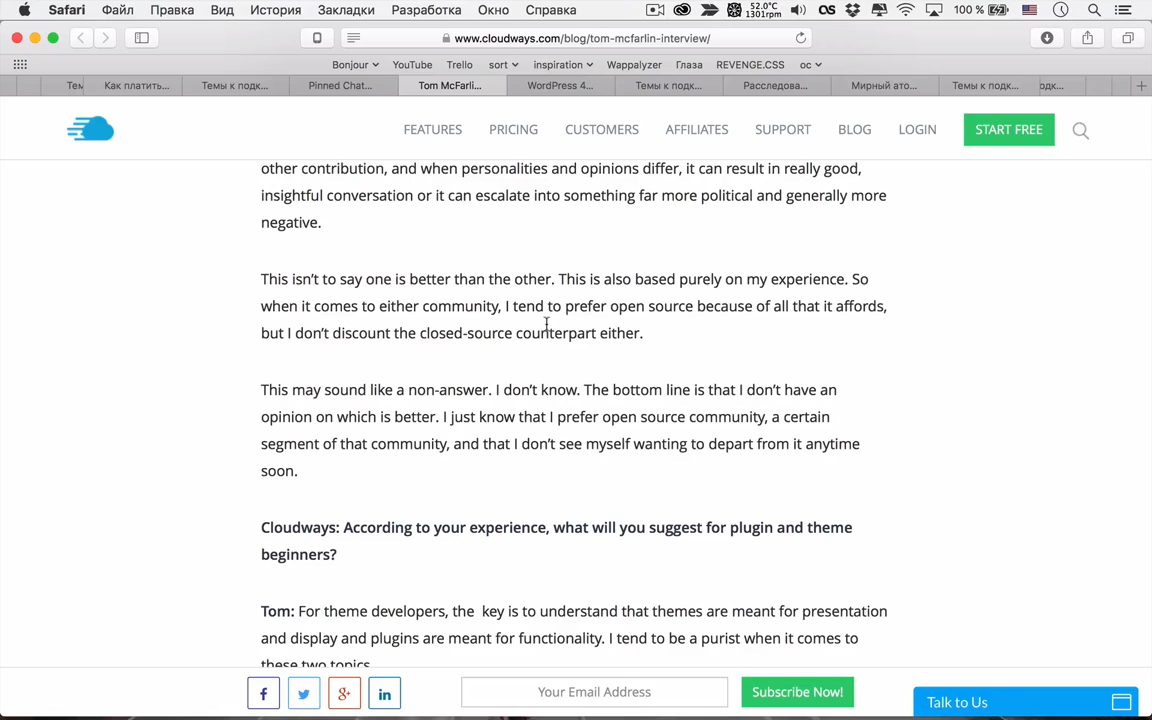 Safari Файл Правка Вид История Закладки Разработка Окно Справка 52.0°C 1301rpm 100 %
www.cloudways.com/blog/tom-mcfarlin-interview/
Bonjour YouTube Trello sort inspiration Wappalyzer Глаза REVENGE.CSS ос
Тем Как платить... Темы к подк... Pinned Chat... Tom McFarli... WordPress 4... Темы к подк... Расследова... Мирный ато... Темы к подк... одк...
FEATURES PRICING CUSTOMERS AFFILIATES SUPPORT BLOG LOGIN START FREE
other contribution, and when personalities and opinions differ, it can result in really good,
insightful conversation or it can escalate into something far more political and generally more
negative.
This isn't to say one is better than the other. This is also based purely on my experience. So
when it comes to either community, I tend to prefer open source because of all that it affords,
but I don't discount the closed-source counterpart either.
This may sound like a non-answer. I don't know. The bottom line is that I don't have an
opinion on which is better. I just know that I prefer open source community, a certain
segment of that community, and that I don't see myself wanting to depart from it anytime
soon.
Cloudways: According to your experience, what will you suggest for plugin and theme
beginners?
Tom: For theme developers, the key is to understand that themes are meant for presentation
and display and plugins are meant for functionality. I tend to be a purist when it comes to
these two topics.
Your Email Address Subscribe Now!
Talk to Us